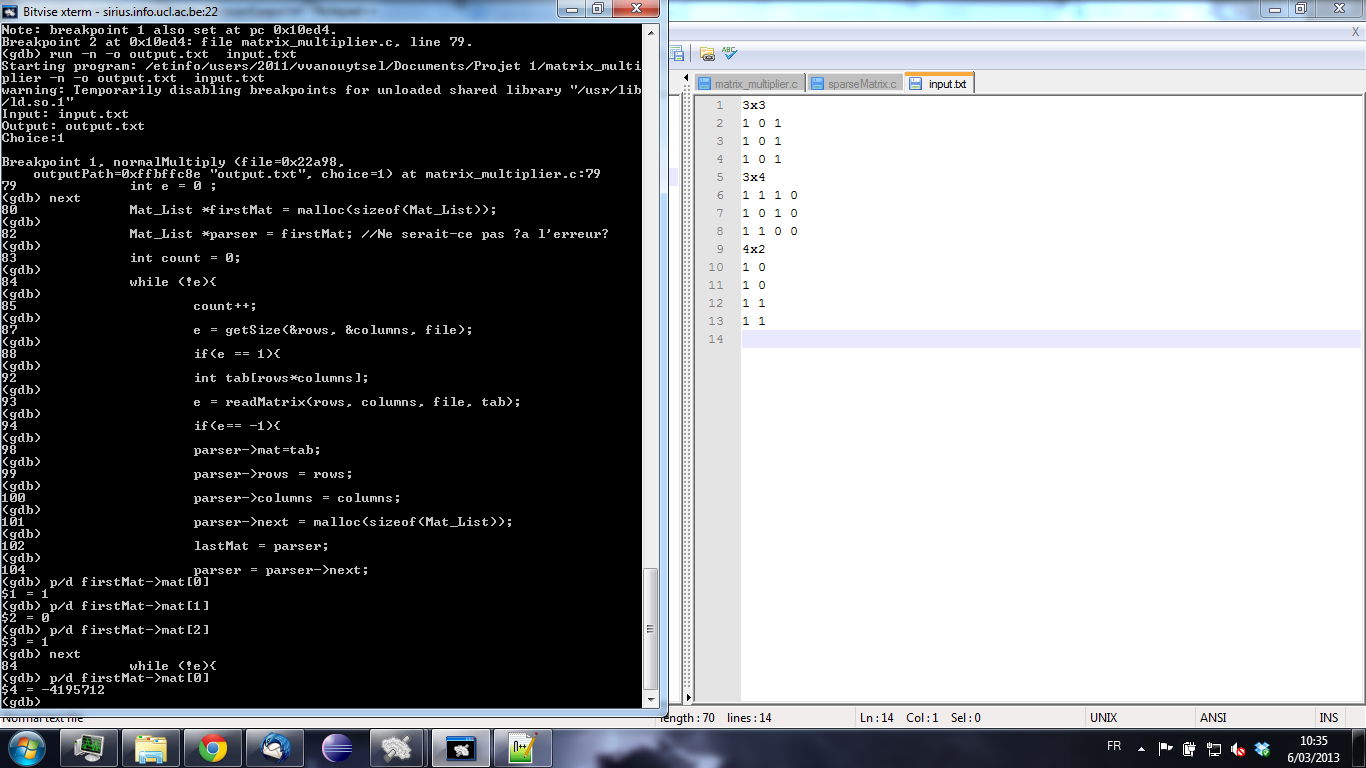 Bitvise xterm - sirius.info.ucl.ac.be:22
Note: breakpoint 1 also set at pc 0x10ed4.
Breakpoint 2 at 0x10ed4: file matrix_multiplier.c, line 79.
(gdb) run -n -o output.txt  input.txt
Starting program: /etinfo/users/2011/vvanouytsel/Documents/Projet 1/matrix_multi
plier -n -o output.txt  input.txt
warning: Temporarily disabling breakpoints for unloaded shared library "/usr/lib
/ld.so.1"
Input: input.txt
Output: output.txt
Choice:1
Breakpoint 1, normalMultiply (file=0x22a98,
    outputPath=0xffbffc8e "output.txt", choice=1) at matrix_multiplier.c:79
79              int e = 0 ;
(gdb) next
80              Mat_List *firstMat = malloc(sizeof(Mat_List));
(gdb)
82              Mat_List *parser = firstMat; //Ne serait-ce pas ?a l'erreur?
(gdb)
83              int count = 0;
(gdb)
84              while (!e){
(gdb)
85                      count++;
(gdb)
87                      e = getSize(&rows, &columns, file);
(gdb)
88                      if(e == 1){
(gdb)
92                      int tab[rows*columns];
(gdb)
93                      e = readMatrix(rows, columns, file, tab);
(gdb)
94                      if(e== -1){
(gdb)
98                      parser->mat=tab;
(gdb)
99                      parser->rows = rows;
(gdb)
100                     parser->columns = columns;
(gdb)
101                     parser->next = malloc(sizeof(Mat_List));
(gdb)
102                     lastMat = parser;
(gdb)
104                     parser = parser->next;
(gdb) p/d firstMat->mat[0]
$1 = 1
(gdb) p/d firstMat->mat[1]
$2 = 0
(gdb) p/d firstMat->mat[2]
$3 = 1
(gdb) next
84              while (!e){
(gdb) p/d firstMat->mat[0]
$4 = -4195712
(gdb)
ABC
X
matrix_multiplier.c sparseMatrix.c input.txt
1 3x3
2 1 0 1
3 1 0 1
4 1 0 1
5 3x4
6 1 1 1 0
7 1 0 1 0
8 1 1 0 0
9 4x2
10 1 0
11 1 0
12 1 1
13 1 1
14
Normal text file length : 70 lines : 14 Ln : 14 Col : 1 Sel : 0 UNIX ANSI INS
FR 10:35
6/03/2013